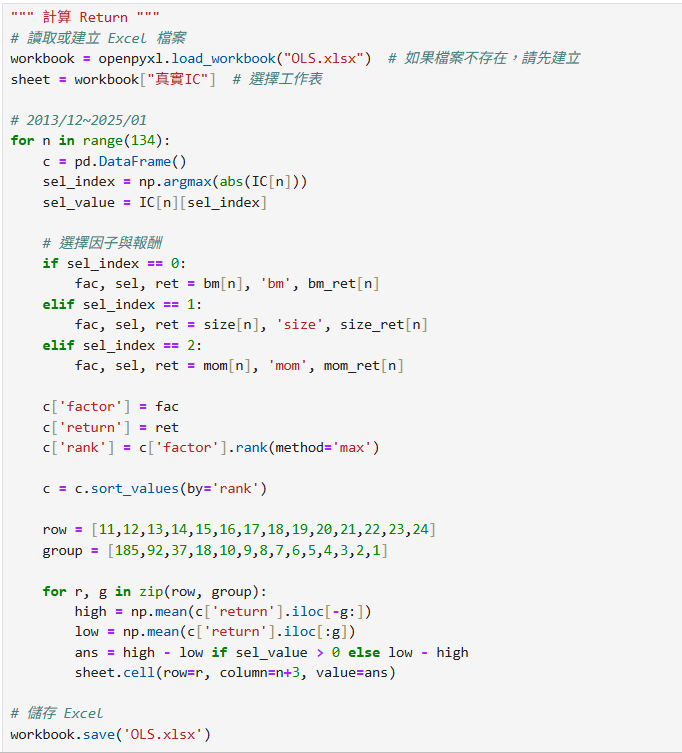 """ 計算 Return """
# 讀取或建立 Excel 檔案
workbook = openpyxl.load_workbook("OLS.xlsx")  # 如果檔案不存在，請先建立
sheet = workbook["真實IC"]  # 選擇工作表

# 2013/12~2025/01
for n in range(134):
    c = pd.DataFrame()
    sel_index = np.argmax(abs(IC[n]))
    sel_value = IC[n][sel_index]

    # 選擇因子與報酬
    if sel_index == 0:
        fac, sel, ret = bm[n], 'bm', bm_ret[n]
    elif sel_index == 1:
        fac, sel, ret = size[n], 'size', size_ret[n]
    elif sel_index == 2:
        fac, sel, ret = mom[n], 'mom', mom_ret[n]

    c['factor'] = fac
    c['return'] = ret
    c['rank'] = c['factor'].rank(method='max')

    c = c.sort_values(by='rank')

    row = [11,12,13,14,15,16,17,18,19,20,21,22,23,24]
    group = [185,92,37,18,10,9,8,7,6,5,4,3,2,1]

    for r, g in zip(row, group):
        high = np.mean(c['return'].iloc[-g:])
        low = np.mean(c['return'].iloc[:g])
        ans = high - low if sel_value > 0 else low - high
        sheet.cell(row=r, column=n+3, value=ans)

# 儲存 Excel
workbook.save('OLS.xlsx')